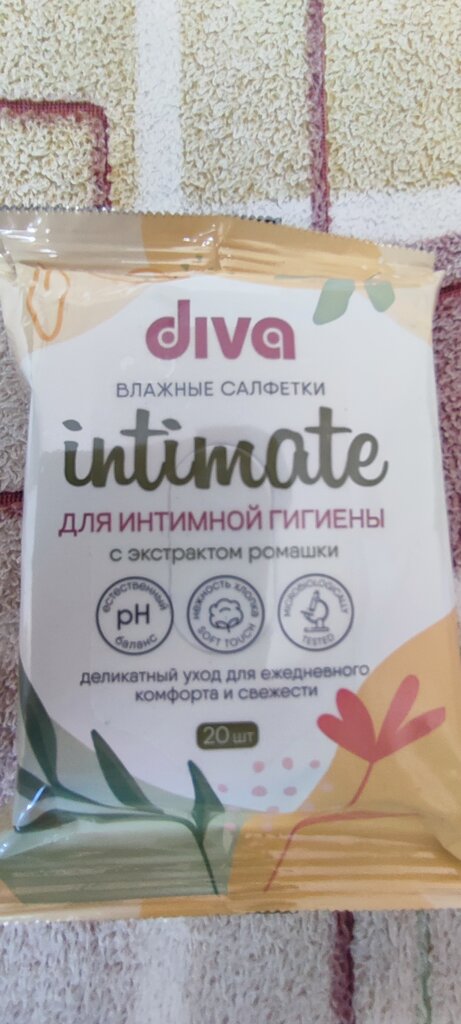 diva
ВЛАЖНЫЕ САЛФЕТКИ
intimate
ДЛЯ ИНТИМНОЙ ГИГИЕНЫ
с экстрактом ромашки
естественный
pH
баланс
нежность хлопка
SOFT TOUCH
MICROBIOLOGICALLY
TESTED
деликатный уход для ежедневного
комфорта и свежести
20 шт